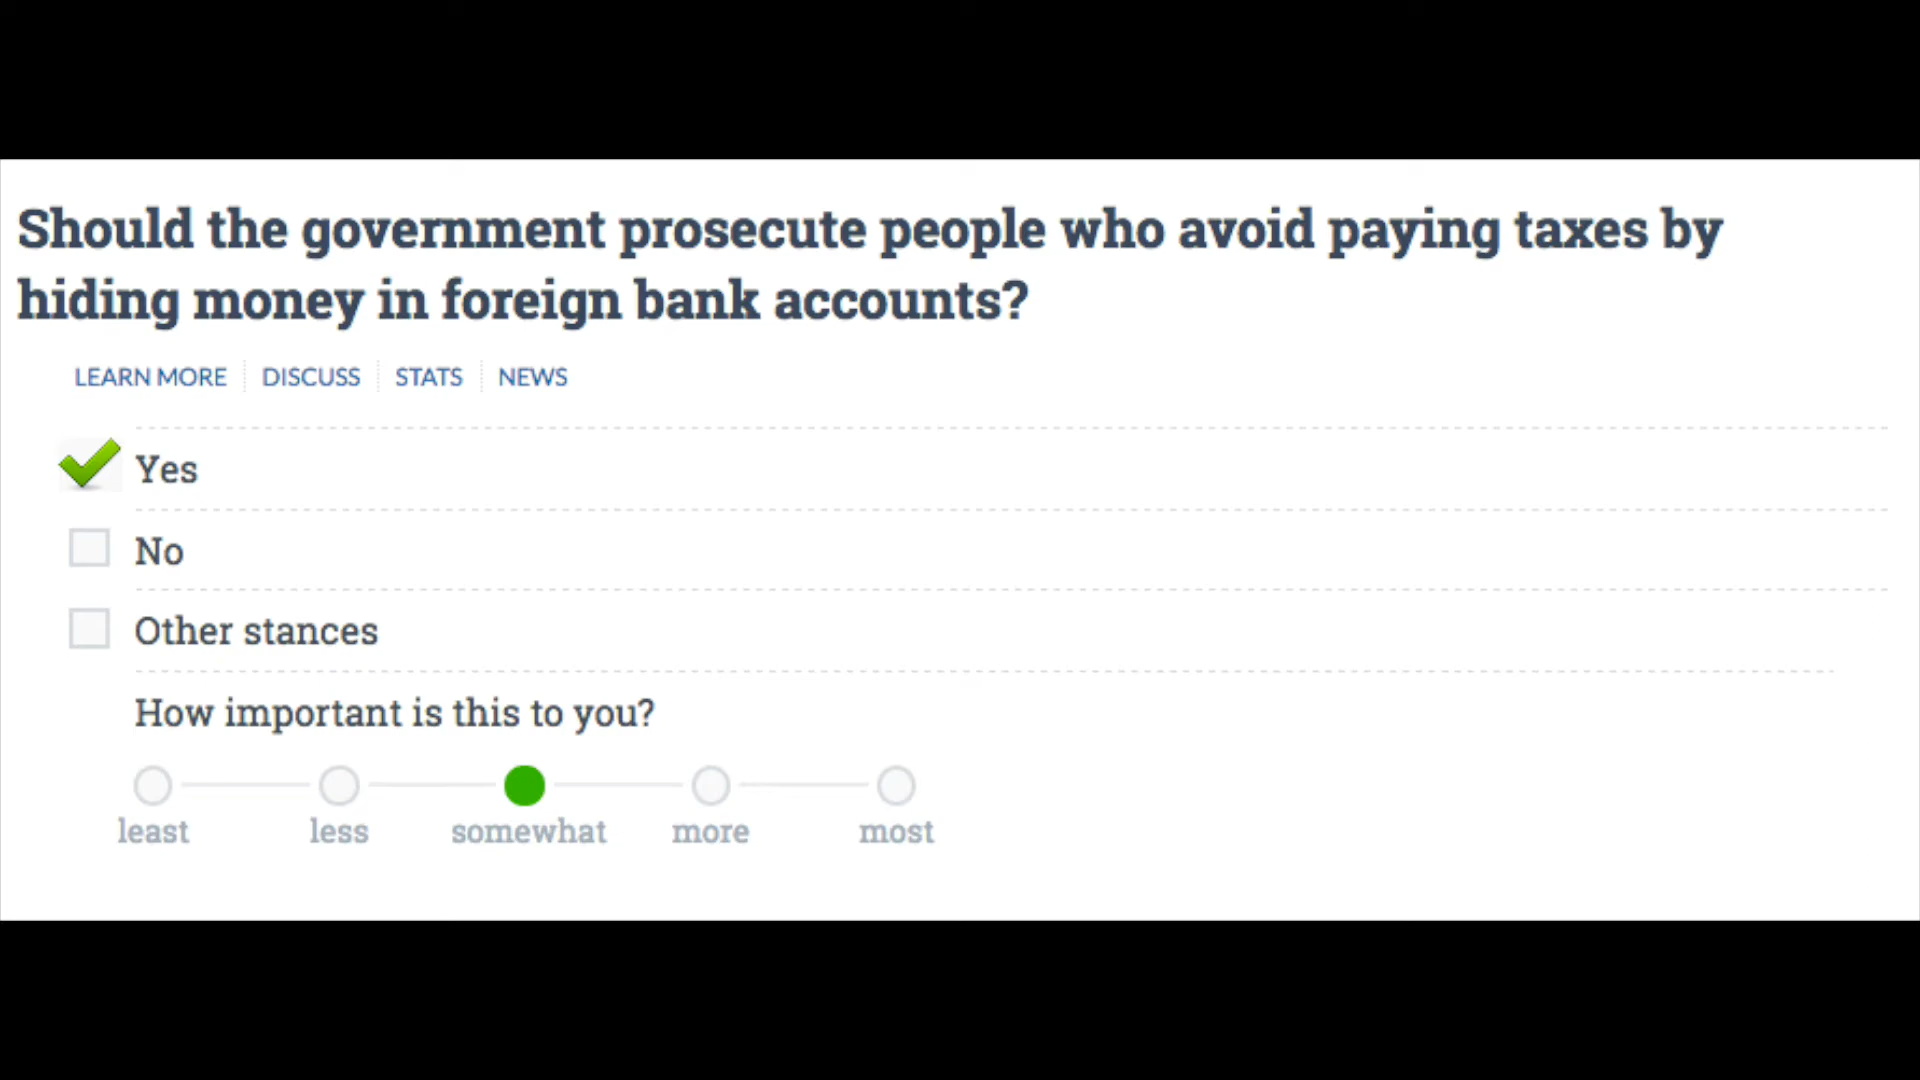 Should the government prosecute people who avoid paying taxes by
hiding money in foreign bank accounts?
LEARN MORE DISCUSS STATS NEWS
Yes
No
Other stances
How important is this to you?
least less somewhat more most